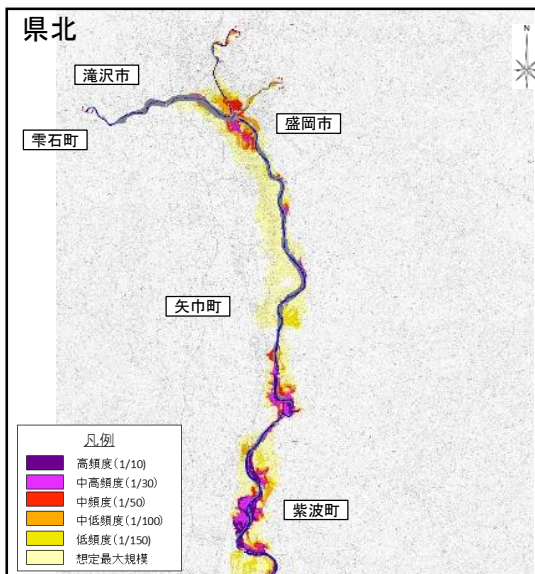 県北
N
滝沢市
盛岡市
雫石町
矢巾町
紫波町
凡例
高頻度(1/10)
中高頻度(1/30)
中頻度(1/50)
中低頻度(1/100)
低頻度(1/150)
想定最大規模